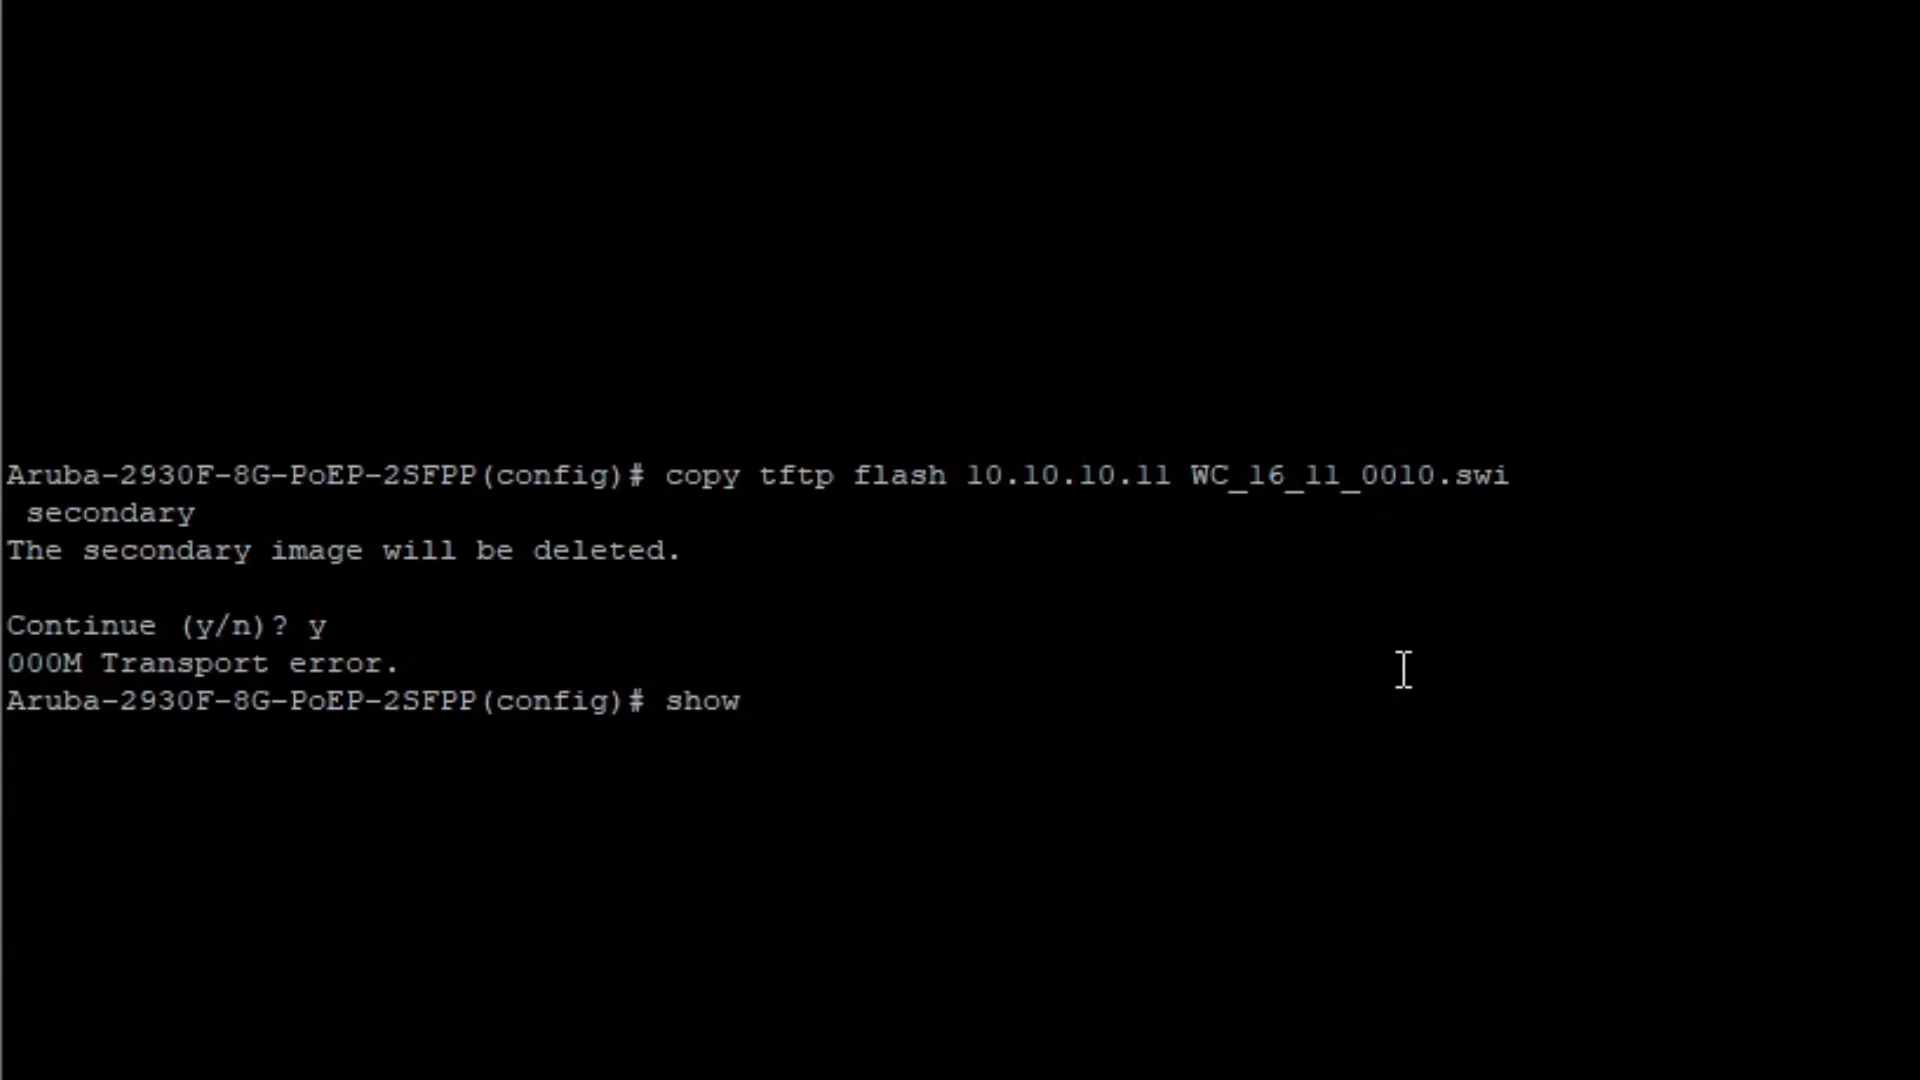 Aruba-2930F-8G-PoEP-2SFPP(config)# copy tftp flash 10.10.10.11 WC_16_11_0010.swi
secondary
The secondary image will be deleted.
Continue (y/n)? y
000M Transport error.
Aruba-2930F-8G-PoEP-2SFPP(config)# show